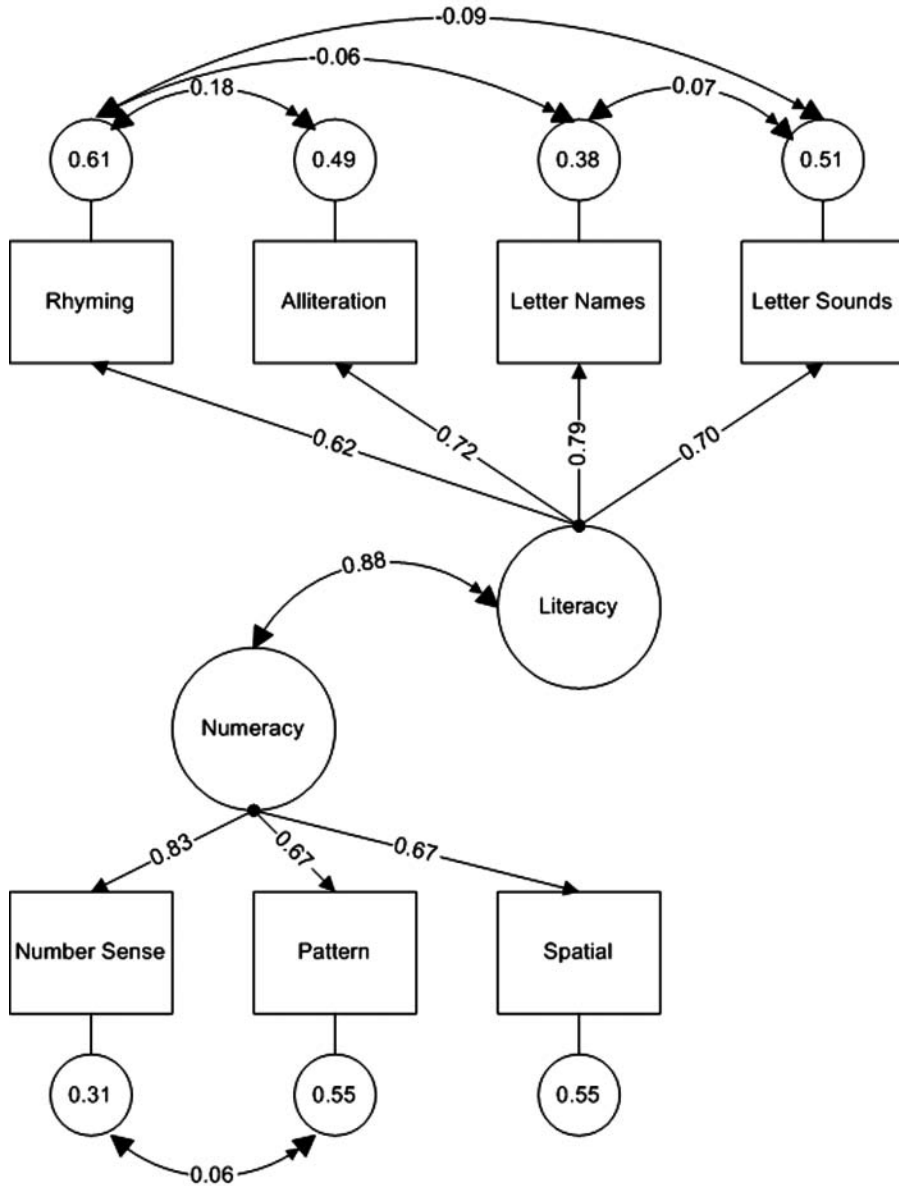 -0.09
-0.06
0.18
0.07
0.61
0.49
0.38
0.51
Rhyming
Alliteration
Letter Names
Letter Sounds
0.62
0.72
0.79
0.70
0.88
Literacy
Numeracy
0.83
0.67
0.67
Number Sense
Pattern
Spatial
0.31
0.55
0.55
0.06